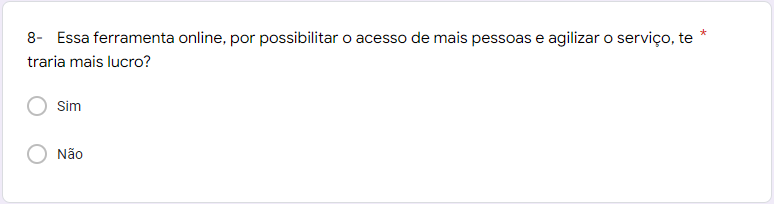 8- Essa ferramenta online, por possibilitar o acesso de mais pessoas e agilizar o serviço, te *
traria mais lucro?
Sim
Não